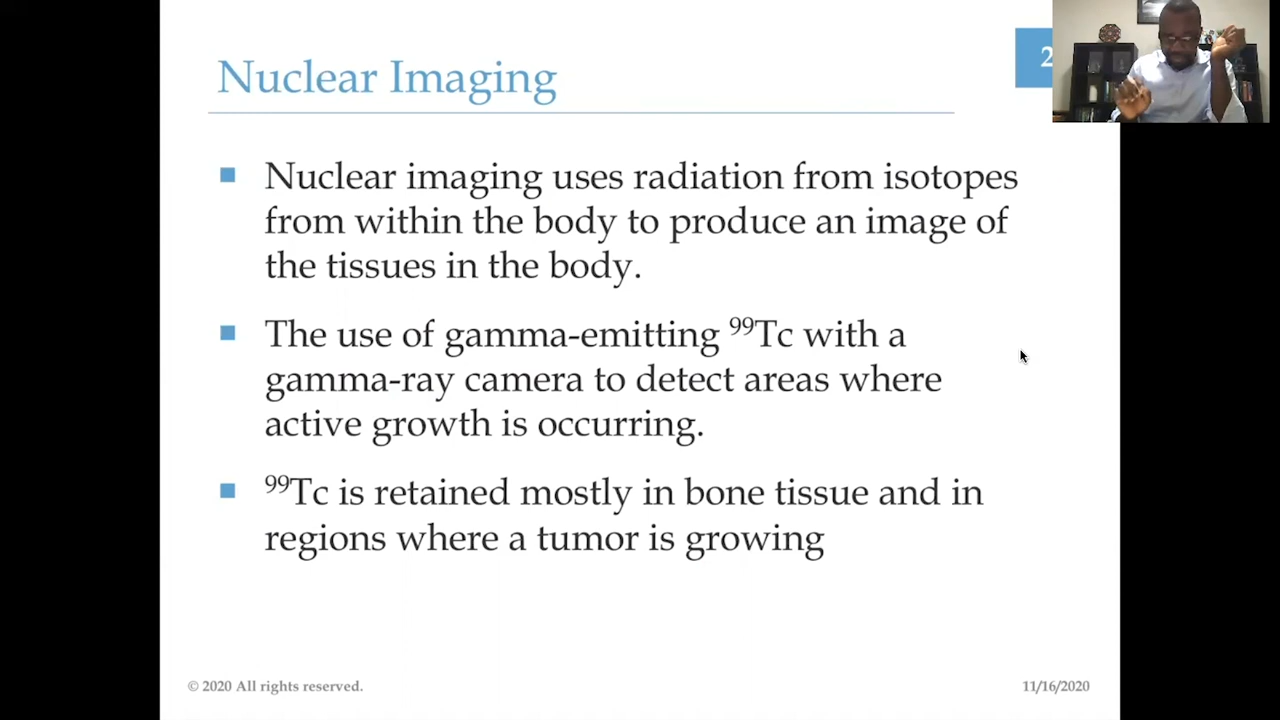 Nuclear Imaging
2
■ Nuclear imaging uses radiation from isotopes
from within the body to produce an image of
the tissues in the body.
■ The use of gamma-emitting ⁹⁹Tc with a
gamma-ray camera to detect areas where
active growth is occurring.
■ ⁹⁹Tc is retained mostly in bone tissue and in
regions where a tumor is growing
© 2020 All rights reserved.
11/16/2020